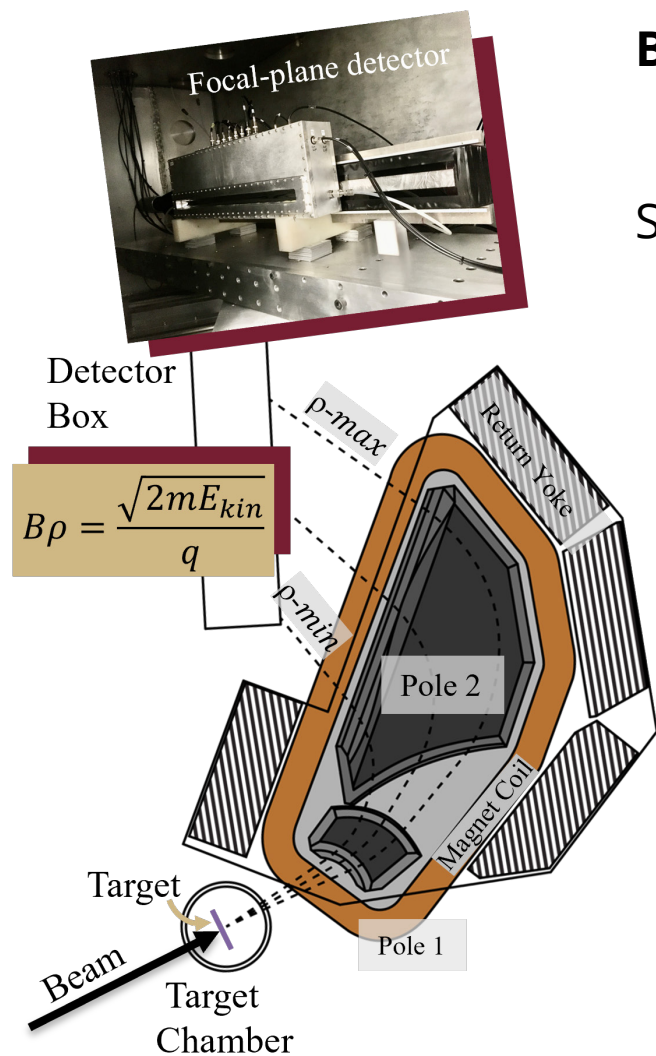 Focal-plane detector
B
S
Detector
Box
ρ-max
Return Yoke
Bρ = √2mE_kin / q
ρ-min
Pole 2
Magnet Coil
Target
Pole 1
Beam
Target
Chamber